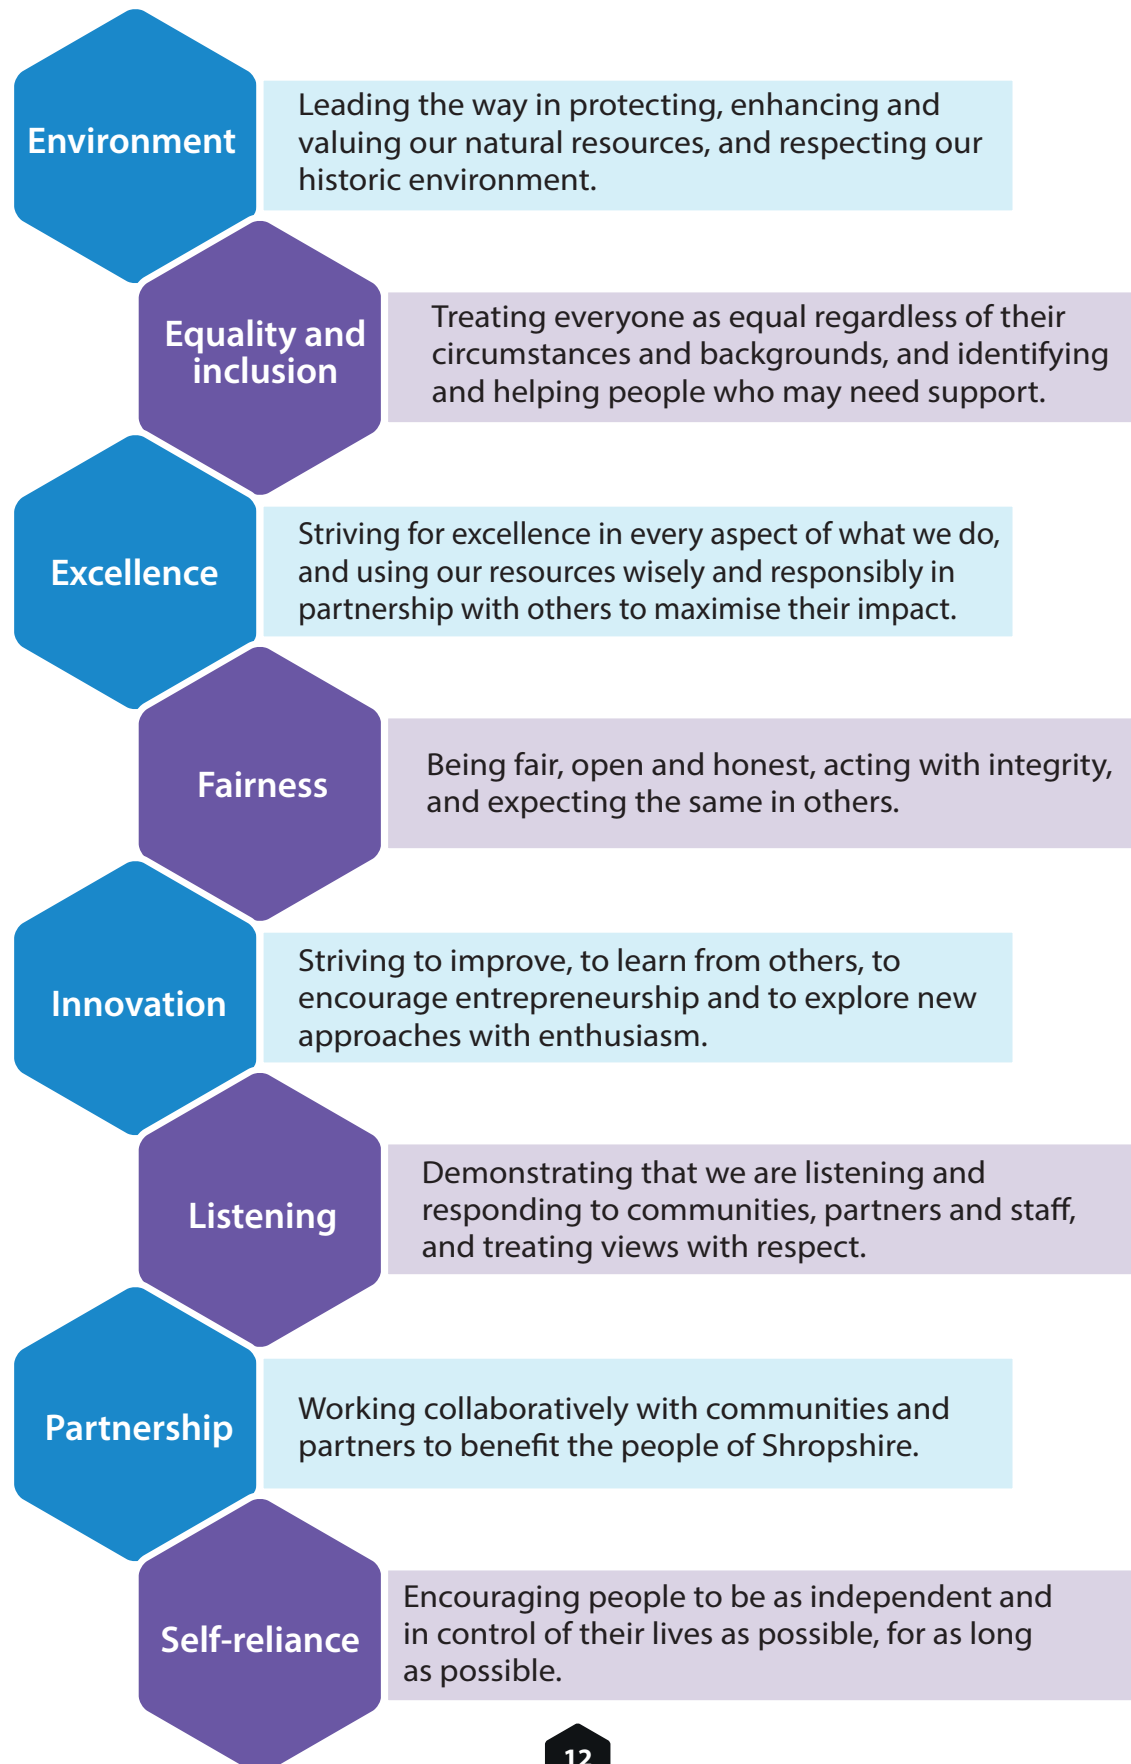 Environment
Leading the way in protecting, enhancing and
valuing our natural resources, and respecting our
historic environment.
Equality and
inclusion
Treating everyone as equal regardless of their
circumstances and backgrounds, and identifying
and helping people who may need support.
Excellence
Striving for excellence in every aspect of what we do,
and using our resources wisely and responsibly in
partnership with others to maximise their impact.
Fairness
Being fair, open and honest, acting with integrity,
and expecting the same in others.
Innovation
Striving to improve, to learn from others, to
encourage entrepreneurship and to explore new
approaches with enthusiasm.
Listening
Demonstrating that we are listening and
responding to communities, partners and staff,
and treating views with respect.
Partnership
Working collaboratively with communities and
partners to benefit the people of Shropshire.
Self-reliance
Encouraging people to be as independent and
in control of their lives as possible, for as long
as possible.
12